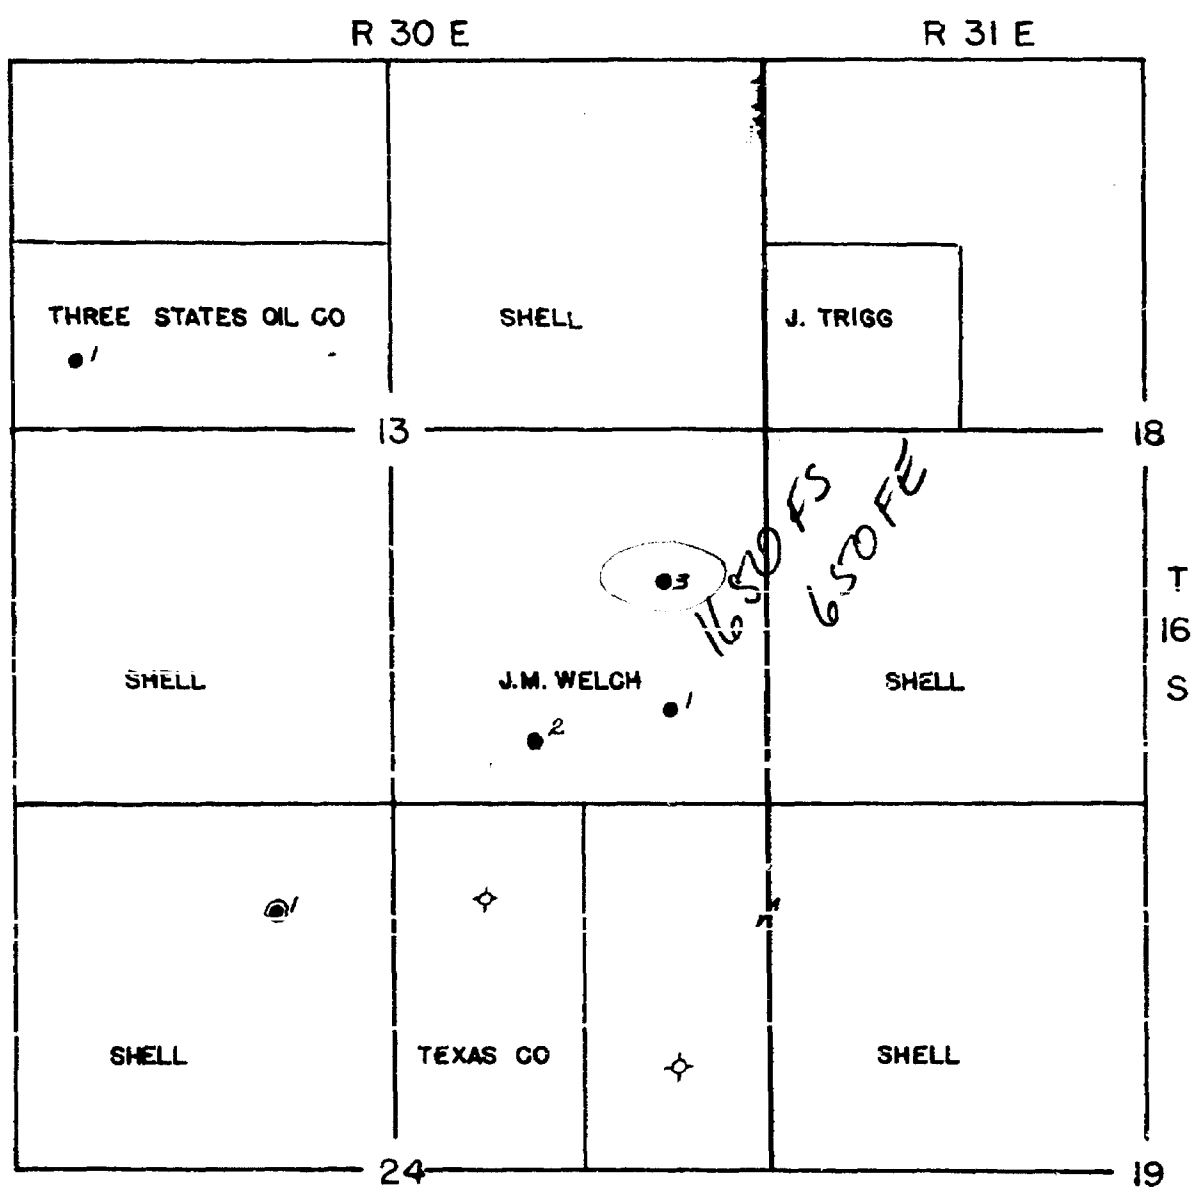 R 30 E
R 31 E
THREE STATES OIL CO
SHELL
J. TRIGG
1
13
18
1650 FS
650 FE
3
T
16
S
SHELL
J.M. WELCH
SHELL
1
2
1
SHELL
TEXAS CO
SHELL
24
19